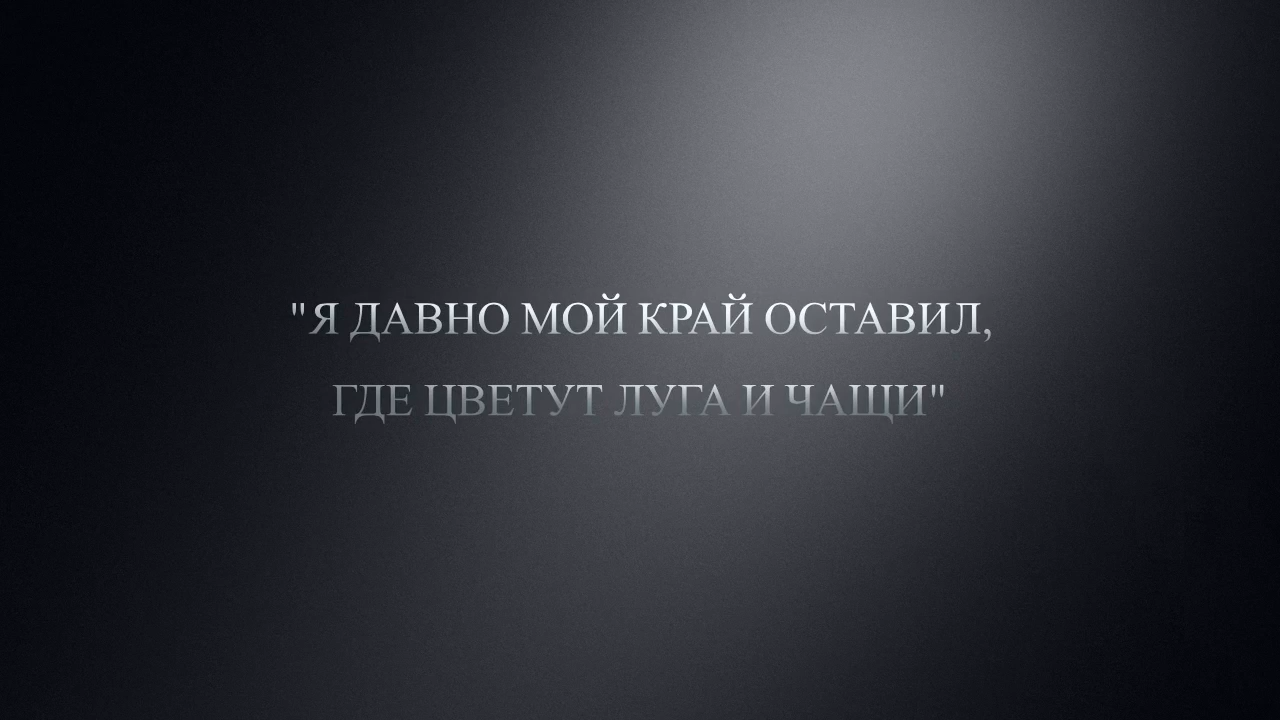 "Я ДАВНО МОЙ КРАЙ ОСТАВИЛ,
ГДЕ ЦВЕТУТ ЛУГА И ЧАЩИ"